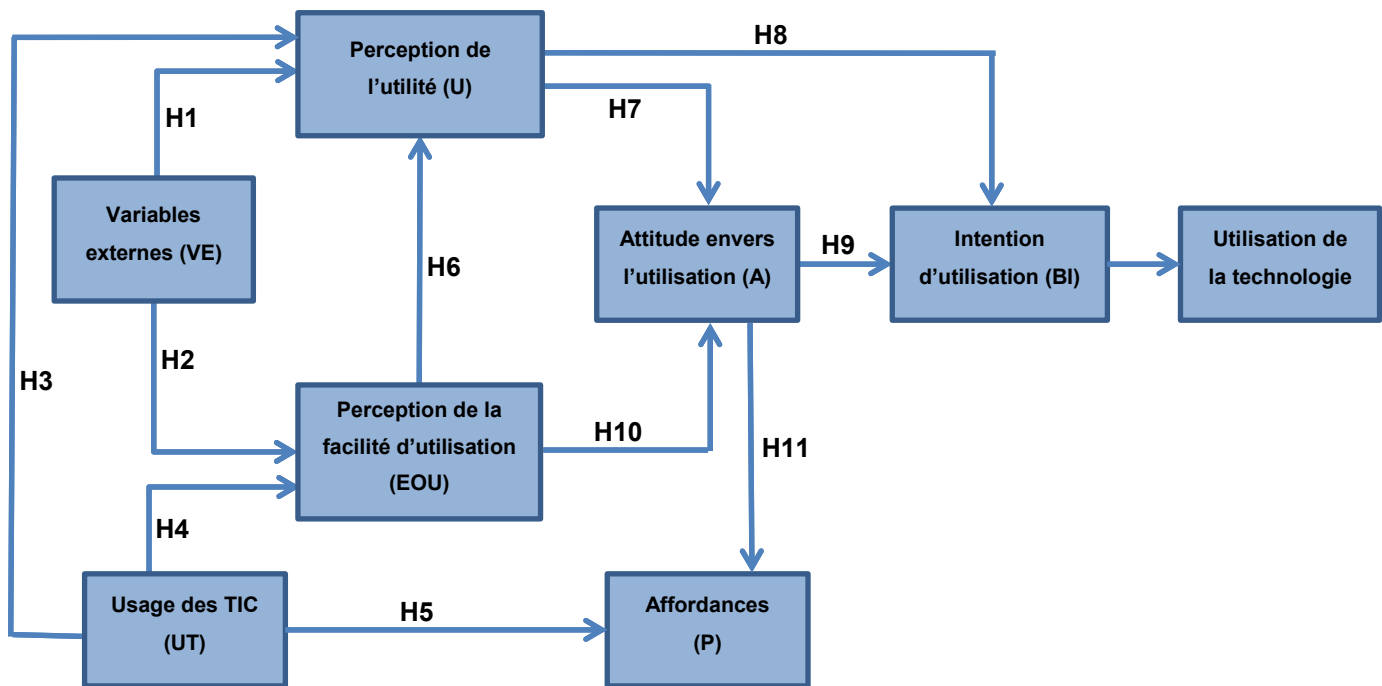 Perception de
l’utilité (U)
H8
H7
H1
Variables
externes (VE)
H6
Attitude envers
l’utilisation (A)
H9
Intention
d’utilisation (BI)
Utilisation de
la technologie
H2
H3
Perception de la
facilité d’utilisation
(EOU)
H10
H11
H4
Usage des TIC
(UT)
H5
Affordances
(P)